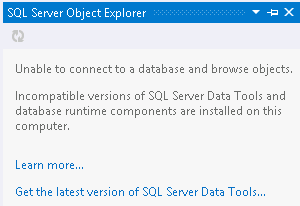 SQL Server Object Explorer
Unable to connect to a database and browse objects.
Incompatible versions of SQL Server Data Tools and
database runtime components are installed on this
computer.
Learn more...
Get the latest version of SQL Server Data Tools...